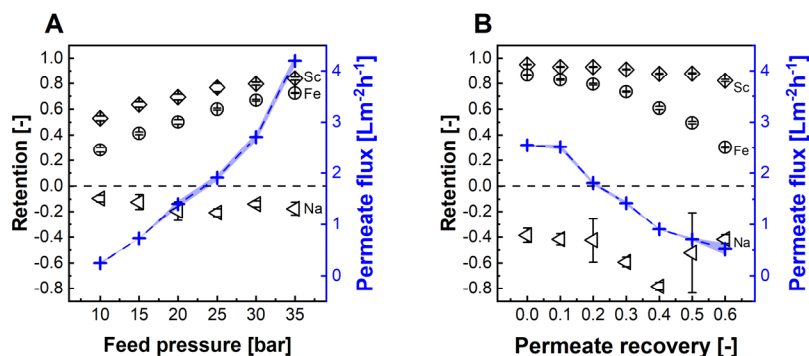 A
Retention [-]
1.0
0.8
0.6
0.4
0.2
0.0
-0.2
-0.4
-0.6
-0.8
Sc
Fe
Na
4
3
2
1
0
Permeate flux [Lm-2h-1]
10 15 20 25 30 35
Feed pressure [bar]
B
Retention [-]
1.0
0.8
0.6
0.4
0.2
0.0
-0.2
-0.4
-0.6
-0.8
Sc
Fe
Na
4
3
2
1
0
Permeate flux [Lm-2h-1]
0.0 0.1 0.2 0.3 0.4 0.5 0.6
Permeate recovery [-]